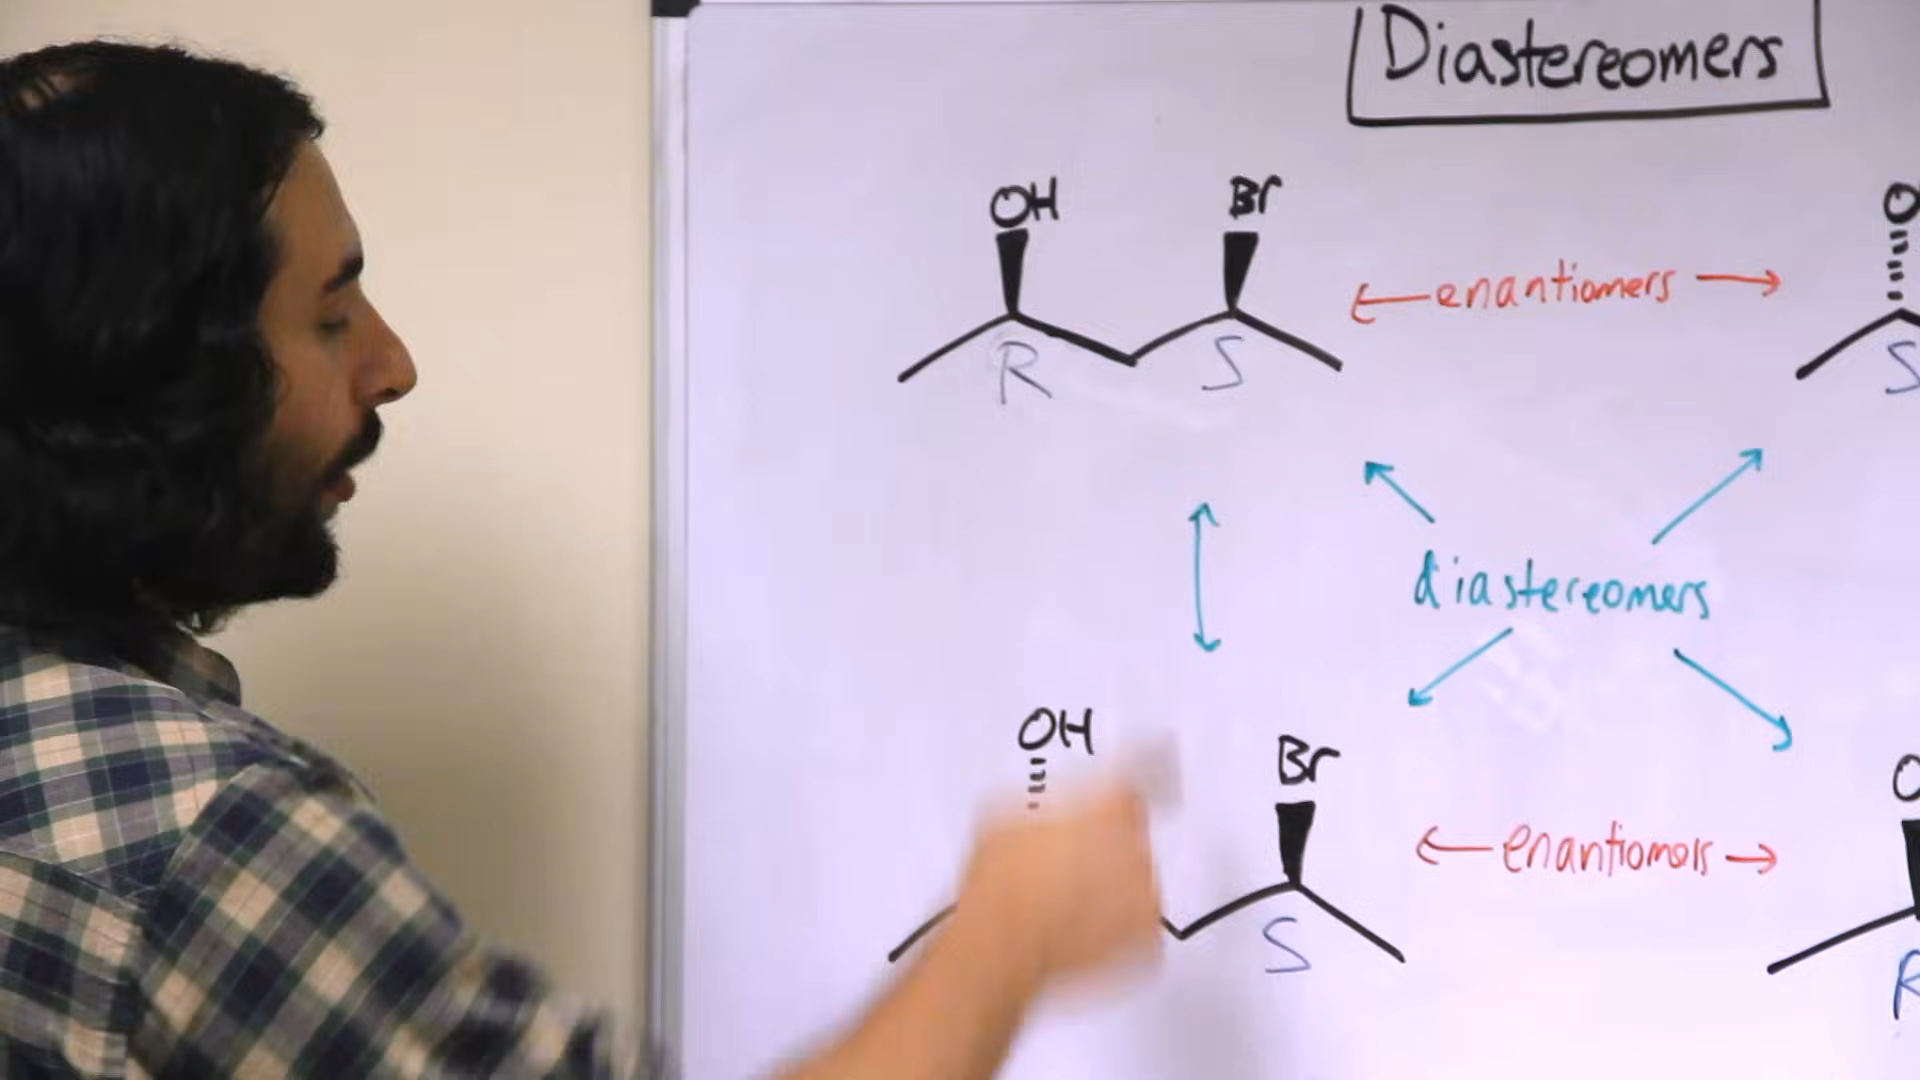 Diastereomers
OH Br O
←enantiomers→
R S S
diastereomers
OH Br O
←enantiomers→
S R